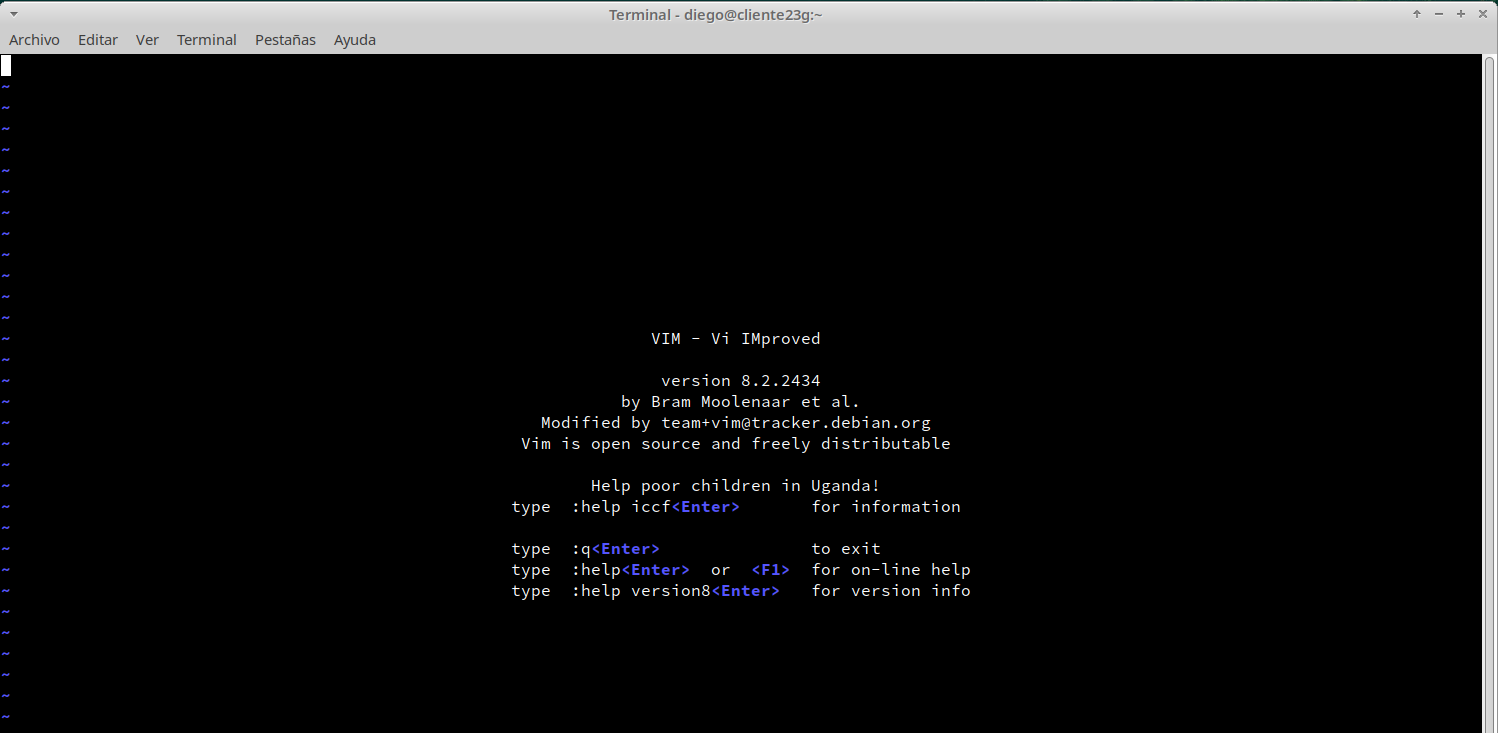 Terminal - diego@cliente23g:~
Archivo Editar Ver Terminal Pestañas Ayuda
~
~
~
~
~
~
~
~
~
~
~
~
~ VIM - Vi IMproved
~
~ version 8.2.2434
~ by Bram Moolenaar et al.
~ Modified by team+vim@tracker.debian.org
~ Vim is open source and freely distributable
~
~ Help poor children in Uganda!
~ type :help iccf<Enter> for information
~
~ type :q<Enter> to exit
~ type :help<Enter> or <F1> for on-line help
~ type :help version8<Enter> for version info
~
~
~
~
~
~